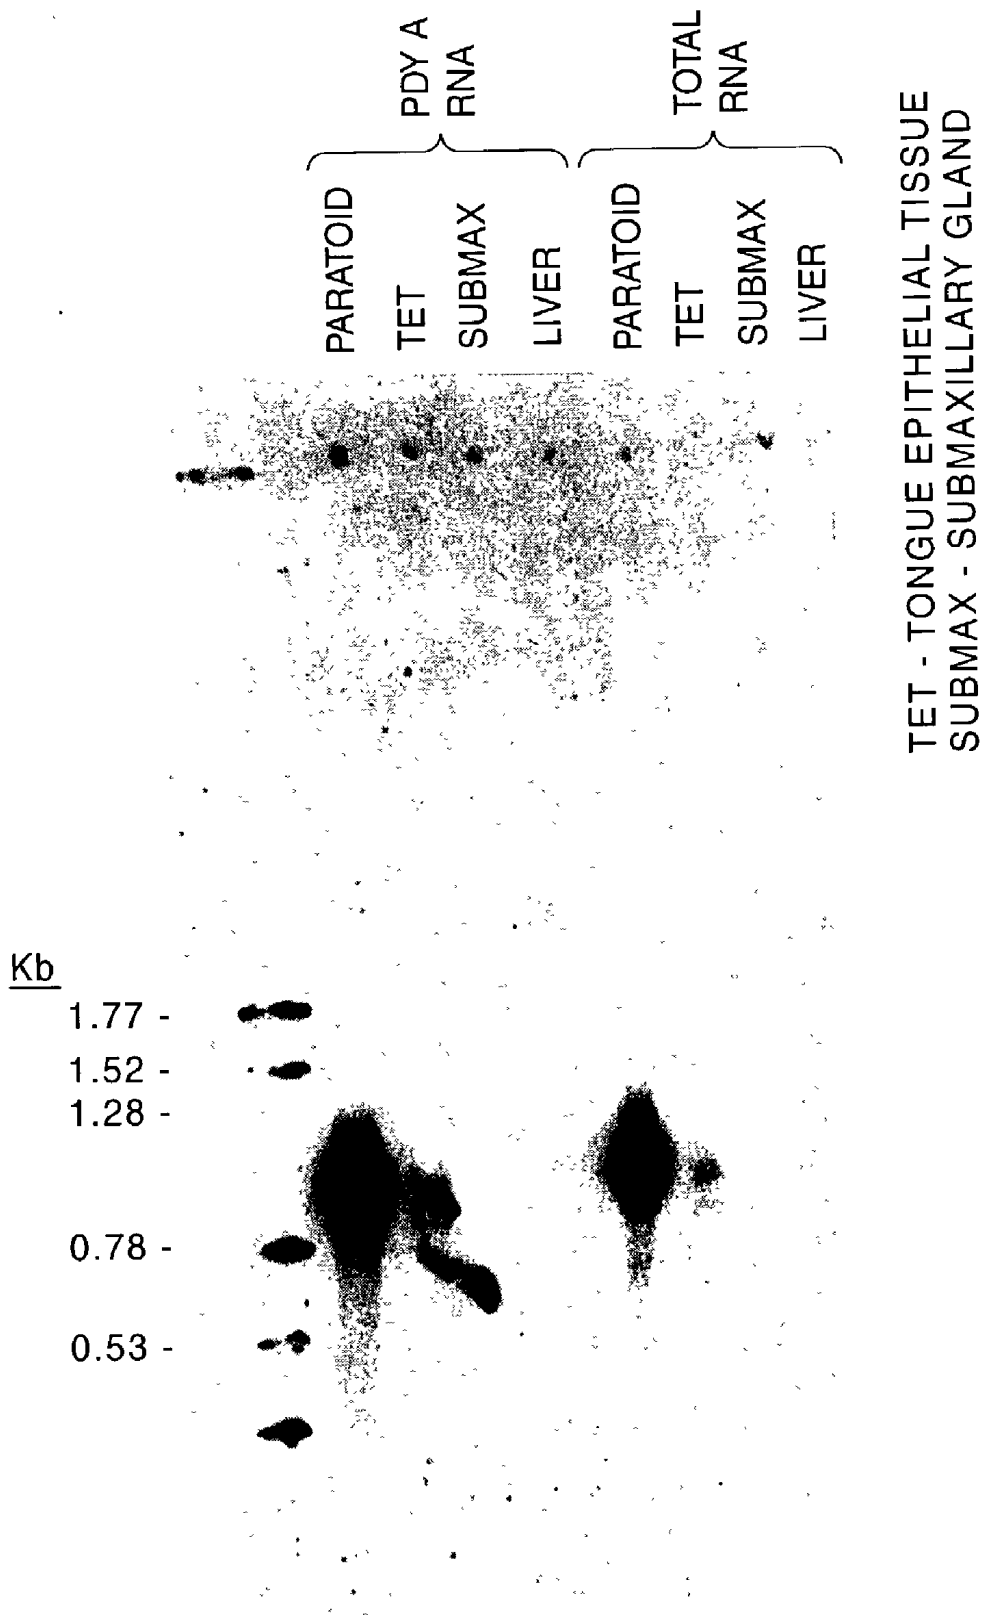 PDY A
RNA
TOTAL
RNA
PARATOID
TET
SUBMAX
LIVER
PARATOID
TET
SUBMAX
LIVER
TET - TONGUE EPITHELIAL TISSUE
SUBMAX - SUBMAXILLARY GLAND
Kb
1.77 -
1.52 -
1.28 -
0.78 -
0.53 -